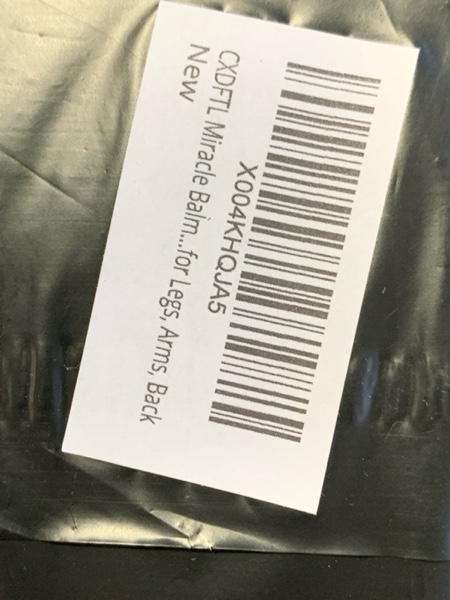 X004KHQJA5
CXDFTL Miracle Balm...for Legs, Arms, Back
New